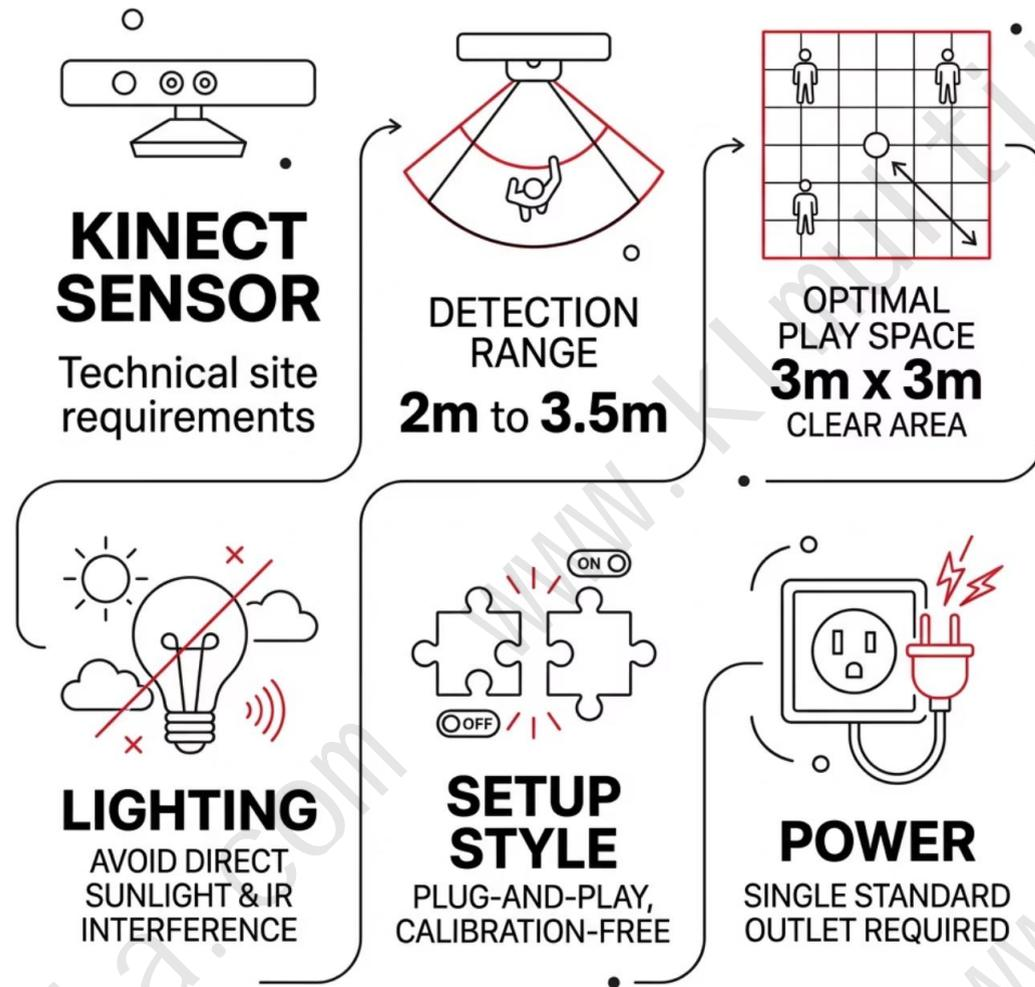 KINECT
SENSOR
Technical site
requirements
DETECTION
RANGE
2m to 3.5m
OPTIMAL
PLAY SPACE
3m x 3m
CLEAR AREA
LIGHTING
AVOID DIRECT
SUNLIGHT & IR
INTERFERENCE
ON
OFF
SETUP
STYLE
PLUG-AND-PLAY,
CALIBRATION-FREE
POWER
SINGLE STANDARD
OUTLET REQUIRED